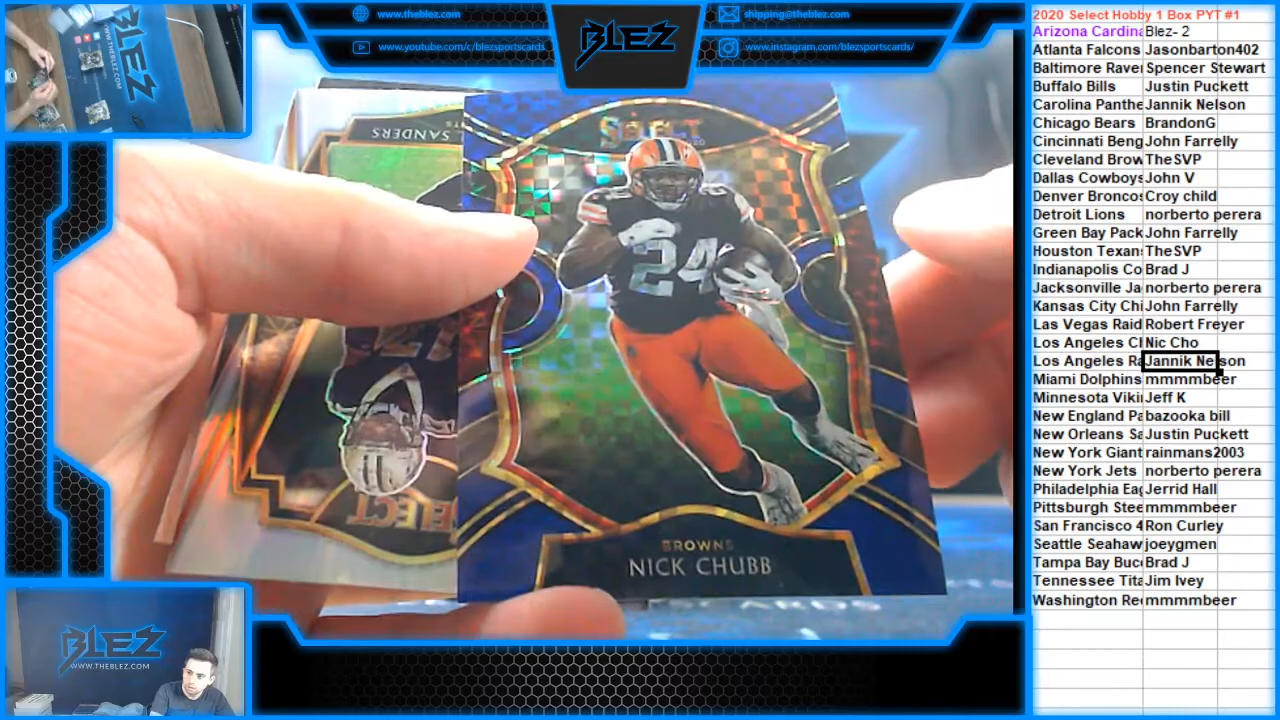 www.theblez.com
www.youtube.com/c/blezsportscards
BLEZ
shipping@theblez.com
www.instagram.com/blezsportscards/
BLEZ
SANDERS
SELECT
24
BROWNS
NICK CHUBB
BLEZ
WWW.THEBLEZ.COM
2020 Select Hobby 1 Box PYT #1
Arizona Cardina Blez- 2
Atlanta Falcons Jasonbarton402
Baltimore Raver Spencer Stewart
Buffalo Bills Justin Puckett
Carolina Panthe Jannik Nelson
Chicago Bears BrandonG
Cincinnati Beng John Farrelly
Cleveland Brow TheSVP
Dallas Cowboys John V
Denver Broncos Croy child
Detroit Lions norberto perera
Green Bay Pack John Farrelly
Houston Texans TheSVP
Indianapolis Co Brad J
Jacksonville Ja norberto perera
Kansas City Chi John Farrelly
Las Vegas Raid Robert Freyer
Los Angeles Cl Nic Cho
Los Angeles Ra Jannik Nelson
Miami Dolphins mmmmbeer
Minnesota Viki Jeff K
New England Pa bazooka bill
New Orleans Sa Justin Puckett
New York Giant rainmans2003
New York Jets norberto perera
Philadelphia Eag Jerrid Hall
Pittsburgh Stee mmmmbeer
San Francisco 4 Ron Curley
Seattle Seahaw joeygmen
Tampa Bay Bucc Brad J
Tennessee Tita Jim Ivey
Washington Re mmmmbeer